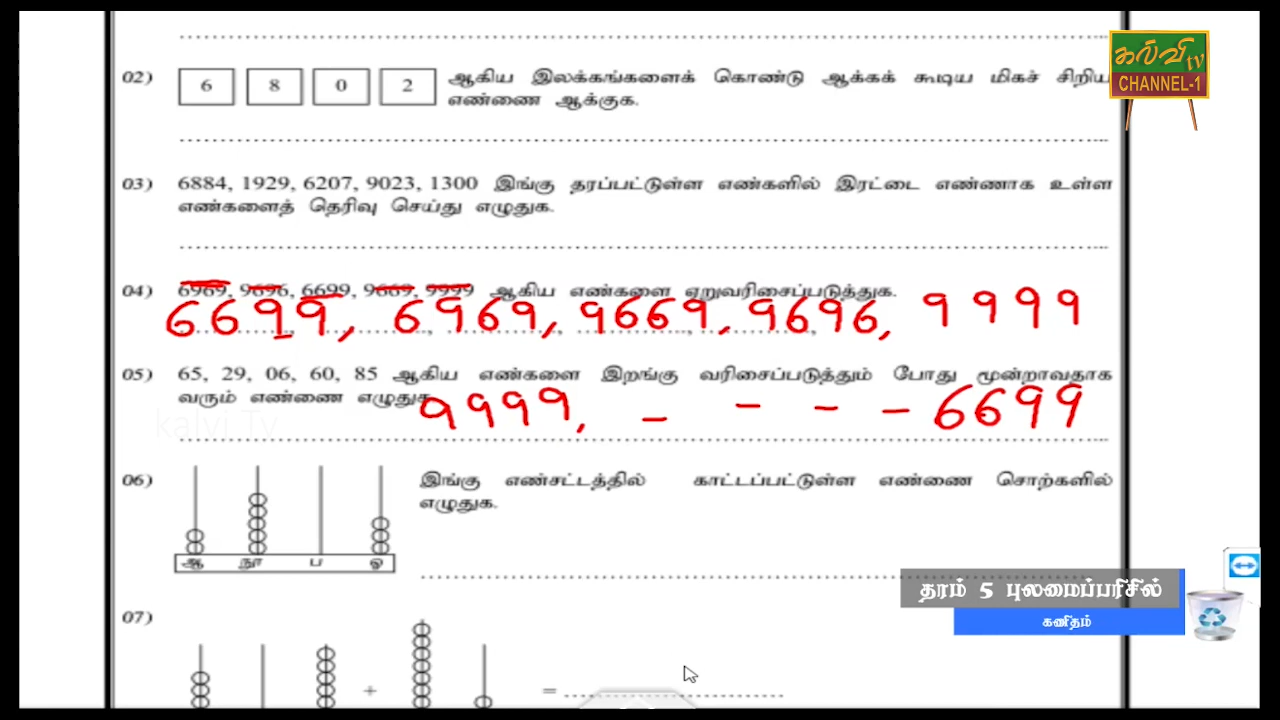 கல்வி tv
CHANNEL-1
02) 6 8 0 2 ஆகிய இலக்கங்களைக் கொண்டு ஆக்கக் கூடிய மிகச் சிறிய
எண்ணை ஆக்குக.
03) 6884, 1929, 6207, 9023, 1300 இங்கு தரப்பட்டுள்ள எண்களில் இரட்டை எண்ணாக உள்ள
எண்களைத் தெரிவு செய்து எழுதுக.
04) 6969, 9696, 6699, 9669, 9999 ஆகிய எண்களை ஏறுவரிசைப்படுத்துக.
6699, 6969, 9669, 9696, 9999
05) 65, 29, 06, 60, 85 ஆகிய எண்களை இறங்கு வரிசைப்படுத்தும் போது மூன்றாவதாக
வரும் எண்ணை எழுதுக
9999, - - - - 6699
kalvi Tv
06) இங்கு எண்சட்டத்தில் காட்டப்பட்டுள்ள எண்ணை சொற்களில்
எழுதுக.
ஆ நூ ப ஓ
தரம் 5 புலமைப்பரிசில்
கணிதம்
07)
+ =